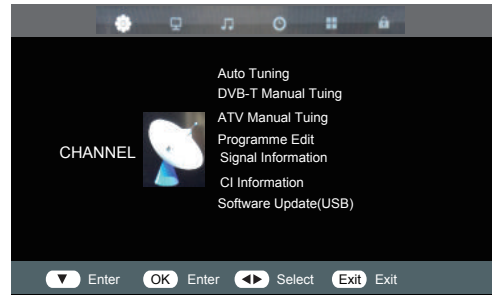 Auto Tuning
DVB-T Manual Tuing
ATV Manual Tuing
Programme Edit
CHANNEL
Signal Information
CI Information
Software Update(USB)
▼ Enter OK Enter ◀▶ Select Exit Exit